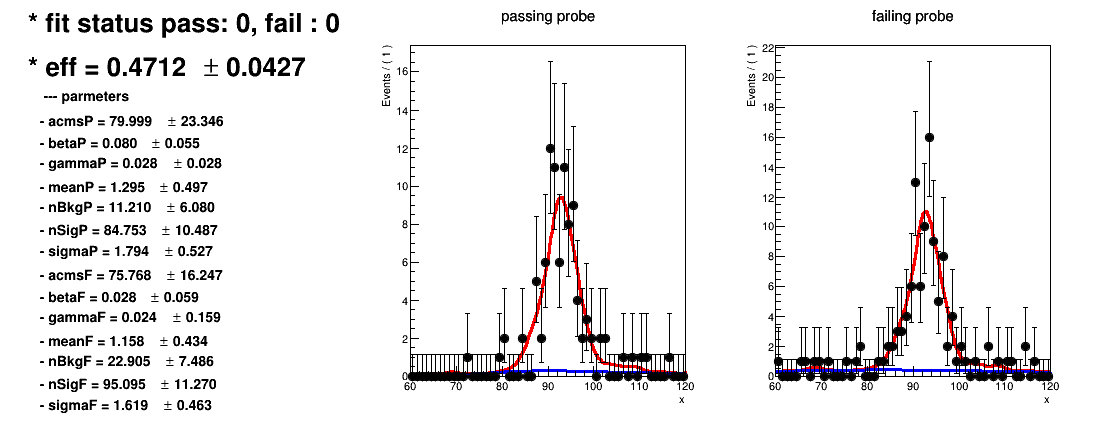 * fit status pass: 0, fail : 0
* eff = 0.4712 ± 0.0427
--- parmeters
- acmsP = 79.999 ± 23.346
- betaP = 0.080 ± 0.055
- gammaP = 0.028 ± 0.028
- meanP = 1.295 ± 0.497
- nBkgP = 11.210 ± 6.080
- nSigP = 84.753 ± 10.487
- sigmaP = 1.794 ± 0.527
- acmsF = 75.768 ± 16.247
- betaF = 0.028 ± 0.059
- gammaF = 0.024 ± 0.159
- meanF = 1.158 ± 0.434
- nBkgF = 22.905 ± 7.486
- nSigF = 95.095 ± 11.270
- sigmaF = 1.619 ± 0.463
passing probe
Events / ( 1 )
16
14
12
10
8
6
4
2
0
60 70 80 90 100 110 120
x
failing probe
Events / ( 1 )
22
20
18
16
14
12
10
8
6
4
2
0
60 70 80 90 100 110 120
x